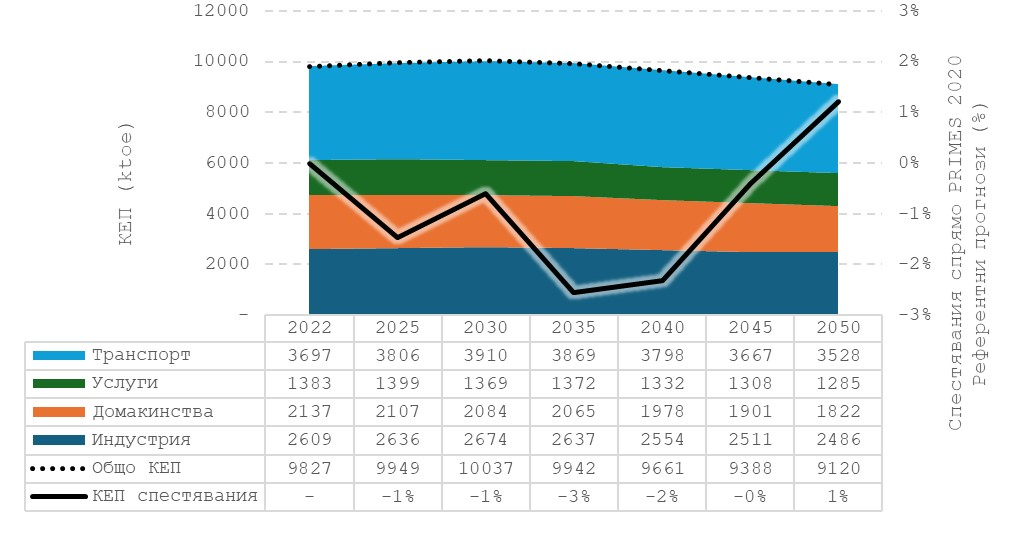 12000 3%
10000 2%
8000 1%
6000 0%
4000 -1%
2000 -2%
- -3%
КЕП (ktoe)
Спестявания спрямо PRIMES 2020
Референтни прогнози (%)
2022 2025 2030 2035 2040 2045 2050
Транспорт 3697 3806 3910 3869 3798 3667 3528
Услуги 1383 1399 1369 1372 1332 1308 1285
Домакинства 2137 2107 2084 2065 1978 1901 1822
Индустрия 2609 2636 2674 2637 2554 2511 2486
Общо КЕП 9827 9949 10037 9942 9661 9388 9120
КЕП спестявания - -1% -1% -3% -2% -0% 1%